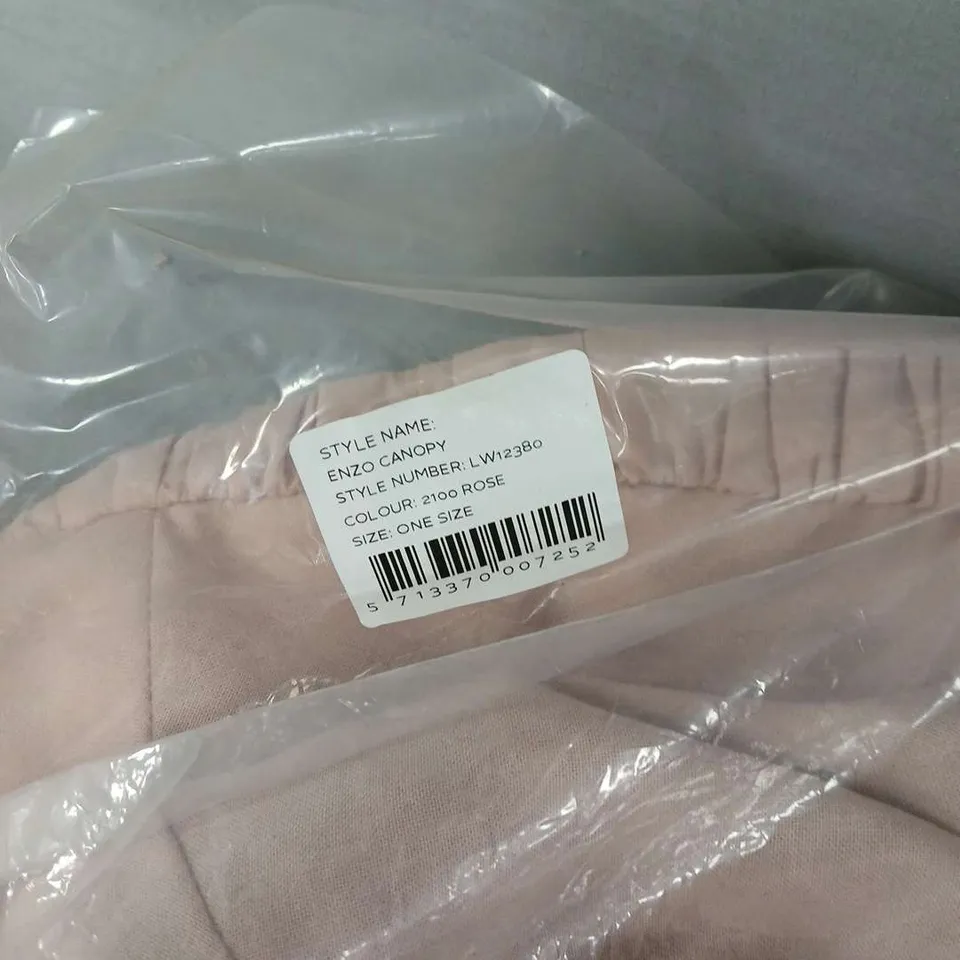 STYLE NAME:
ENZO CANOPY
STYLE NUMBER: LW12380
COLOUR: 2100 ROSE
SIZE: ONE SIZE
5 713370 007252